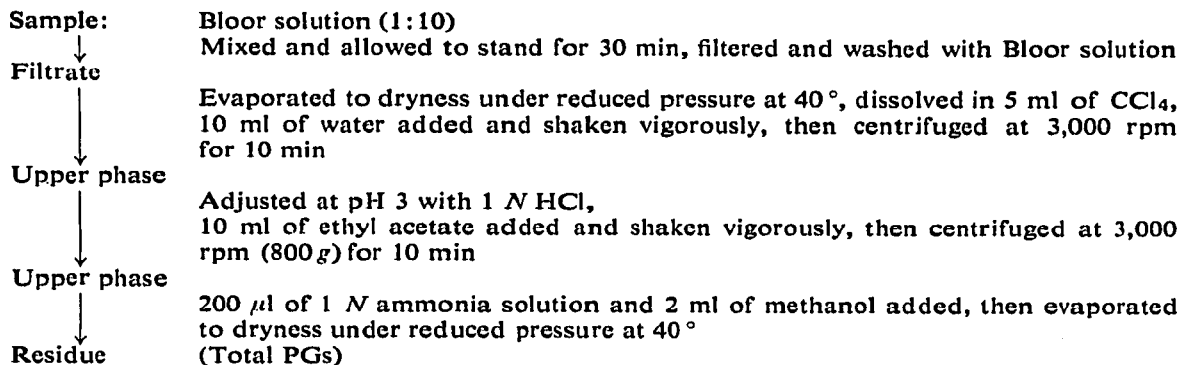 Sample: Bloor solution (1:10)
Mixed and allowed to stand for 30 min, filtered and washed with Bloor solution
Filtrate
Evaporated to dryness under reduced pressure at 40°, dissolved in 5 ml of CCl₄,
10 ml of water added and shaken vigorously, then centrifuged at 3,000 rpm
for 10 min
Upper phase
Adjusted at pH 3 with 1 N HCl,
10 ml of ethyl acetate added and shaken vigorously, then centrifuged at 3,000
rpm (800 g) for 10 min
Upper phase
200 μl of 1 N ammonia solution and 2 ml of methanol added, then evaporated
to dryness under reduced pressure at 40°
Residue (Total PGs)